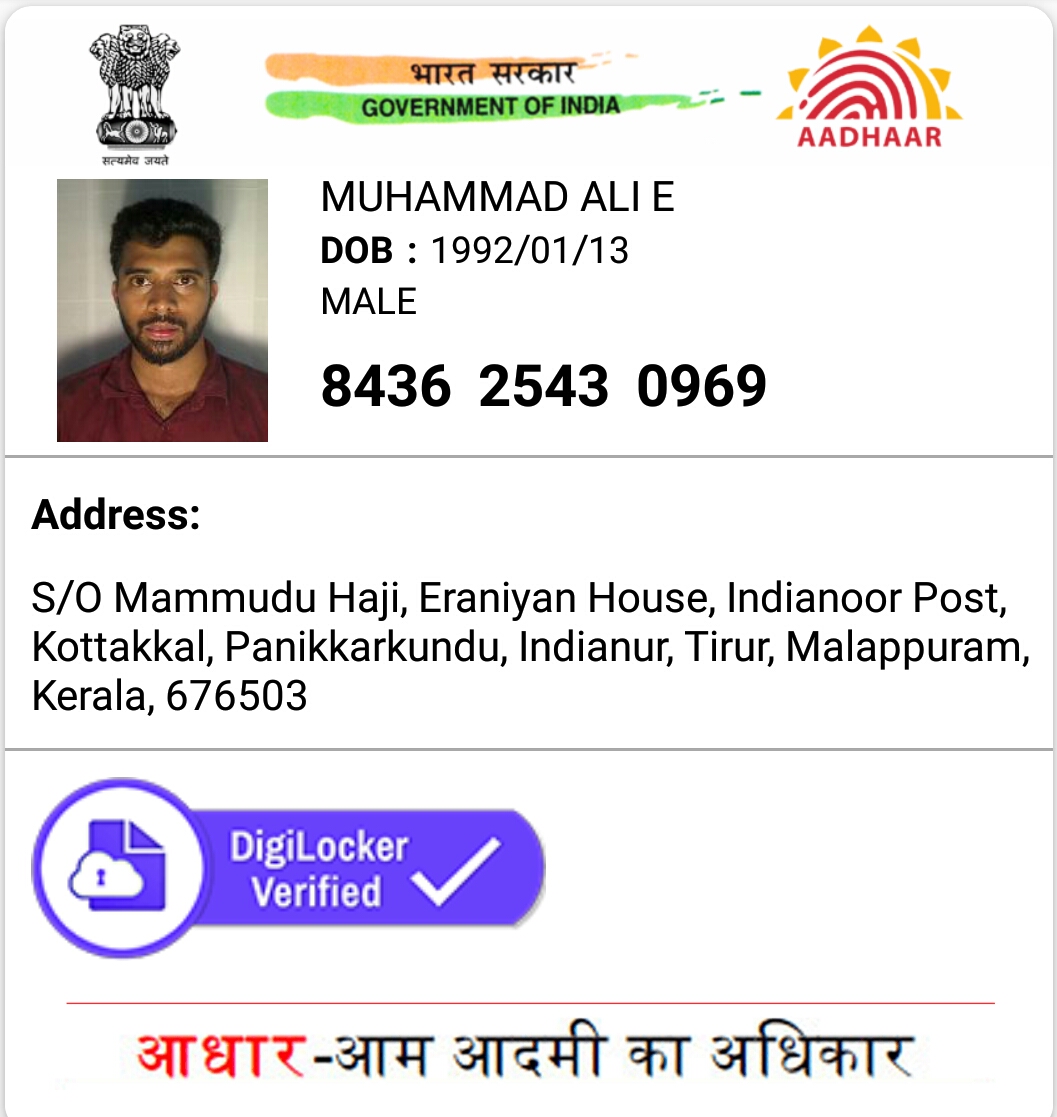 सत्यमेव जयते
भारत सरकार
GOVERNMENT OF INDIA
AADHAAR
MUHAMMAD ALI E
DOB : 1992/01/13
MALE
8436 2543 0969
Address:
S/O Mammudu Haji, Eraniyan House, Indianoor Post,
Kottakkal, Panikkarkundu, Indianur, Tirur, Malappuram,
Kerala, 676503
DigiLocker
Verified
आधार-आम आदमी का अधिकार